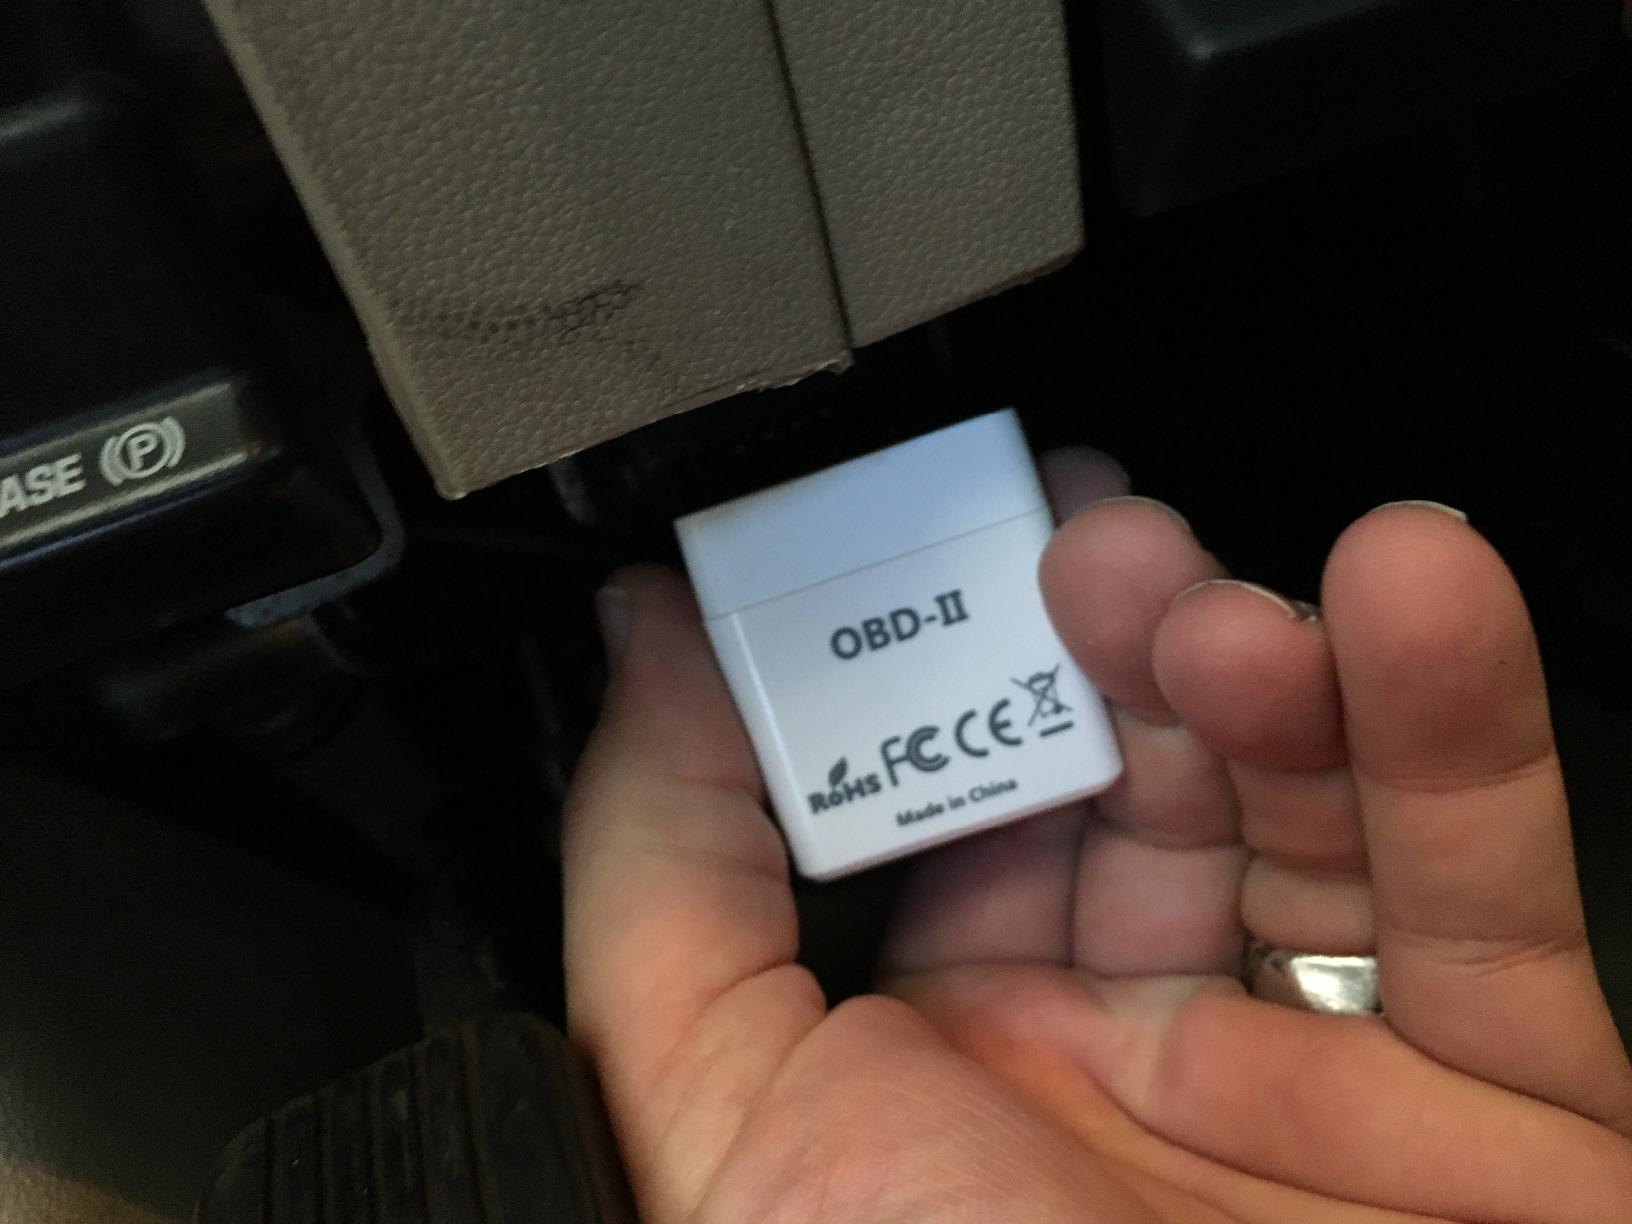 ASE (P)
OBD-II
RoHS FC CE
Made in China